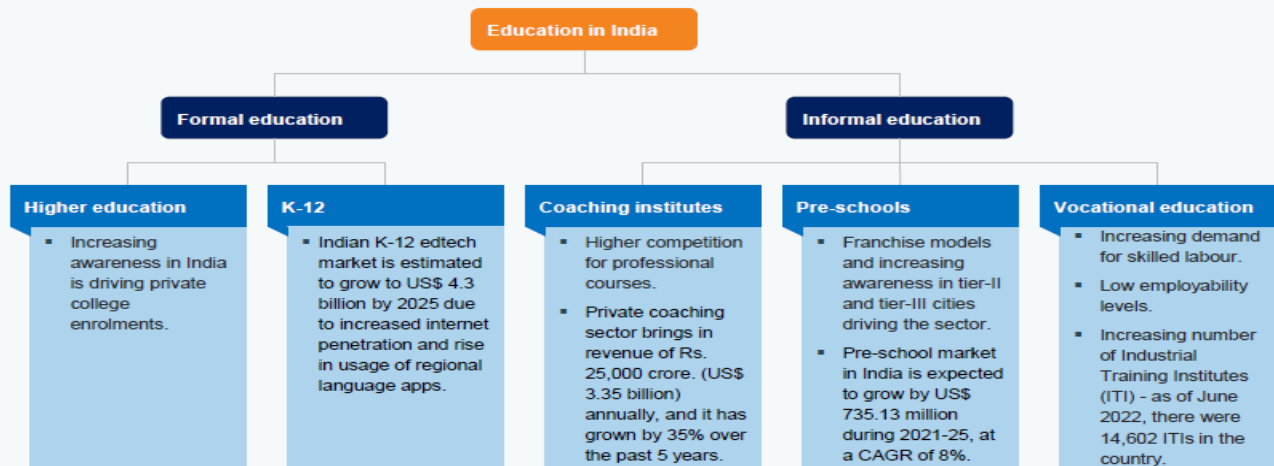 Education in India
Formal education
Informal education
Higher education
▪ Increasing
awareness in India
is driving private
college
enrolments.
K-12
▪ Indian K-12 edtech
market is estimated
to grow to US$ 4.3
billion by 2025 due
to increased internet
penetration and rise
in usage of regional
language apps.
Coaching institutes
▪ Higher competition
for professional
courses.
▪ Private coaching
sector brings in
revenue of Rs.
25,000 crore. (US$
3.35 billion)
annually, and it has
grown by 35% over
the past 5 years.
Pre-schools
▪ Franchise models
and increasing
awareness in tier-II
and tier-III cities
driving the sector.
▪ Pre-school market
in India is expected
to grow by US$
735.13 million
during 2021-25, at
a CAGR of 8%.
Vocational education
▪ Increasing demand
for skilled labour.
▪ Low employability
levels.
▪ Increasing number
of Industrial
Training Institutes
(ITI) - as of June
2022, there were
14,602 ITIs in the
country.